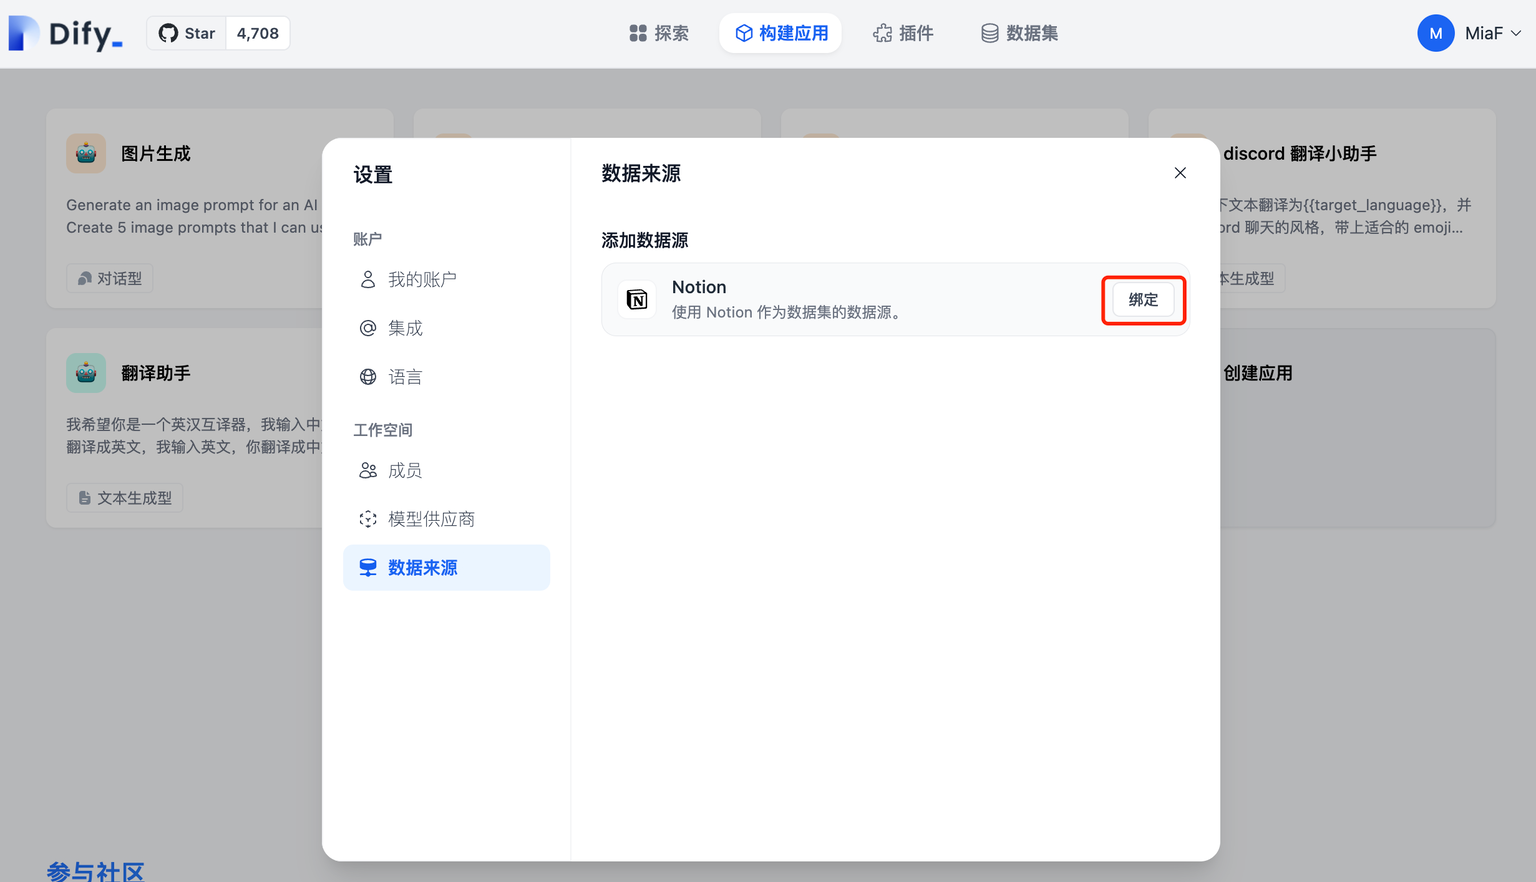 Dify_
Star 4,708
探索
构建应用
插件
数据集
M MiaF
图片生成
Generate an image prompt for an AI
Create 5 image prompts that I can us
对话型
discord 翻译小助手
下文本翻译为{{target_language}}，并
ord 聊天的风格，带上适合的 emoji...
本生成型
翻译助手
我希望你是一个英汉互译器，我输入中
翻译成英文，我输入英文，你翻译成中
文本生成型
创建应用
设置
账户
我的账户
集成
语言
工作空间
成员
模型供应商
数据来源
数据来源
添加数据源
Notion
使用 Notion 作为数据集的数据源。
绑定
参与社区